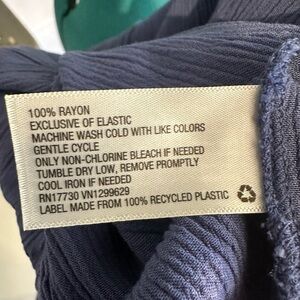 100% RAYON
EXCLUSIVE OF ELASTIC
MACHINE WASH COLD WITH LIKE COLORS
GENTLE CYCLE
ONLY NON-CHLORINE BLEACH IF NEEDED
TUMBLE DRY LOW, REMOVE PROMPTLY
COOL IRON IF NEEDED
RN17730 VN1299629
LABEL MADE FROM 100% RECYCLED PLASTIC